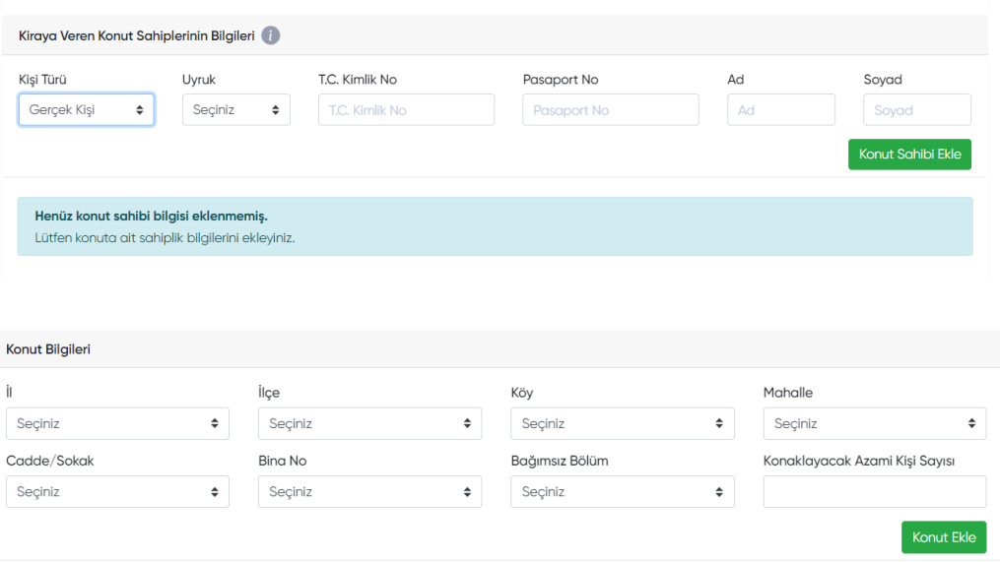 Kiraya Veren Konut Sahiplerinin Bilgileri i
Kişi Türü Uyruk T.C. Kimlik No Pasaport No Ad Soyad
Gerçek Kişi Seçiniz T.C. Kimlik No Pasaport No Ad Soyad
Konut Sahibi Ekle
Henüz konut sahibi bilgisi eklenmemiş.
Lütfen konuta ait sahiplik bilgilerini ekleyiniz.
Konut Bilgileri
İl İlçe Köy Mahalle
Seçiniz Seçiniz Seçiniz Seçiniz
Cadde/Sokak Bina No Bağımsız Bölüm Konaklayacak Azami Kişi Sayısı
Seçiniz Seçiniz Seçiniz
Konut Ekle